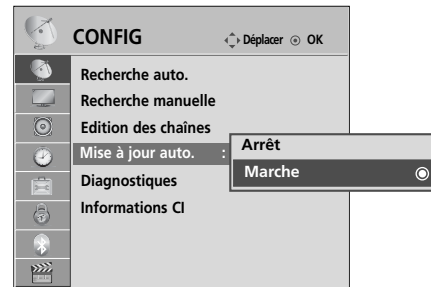 CONFIG
Déplacer OK
Recherche auto.
Recherche manuelle
Edition des chaînes
Mise à jour auto. :
Arrêt
Marche
Diagnostiques
Informations CI